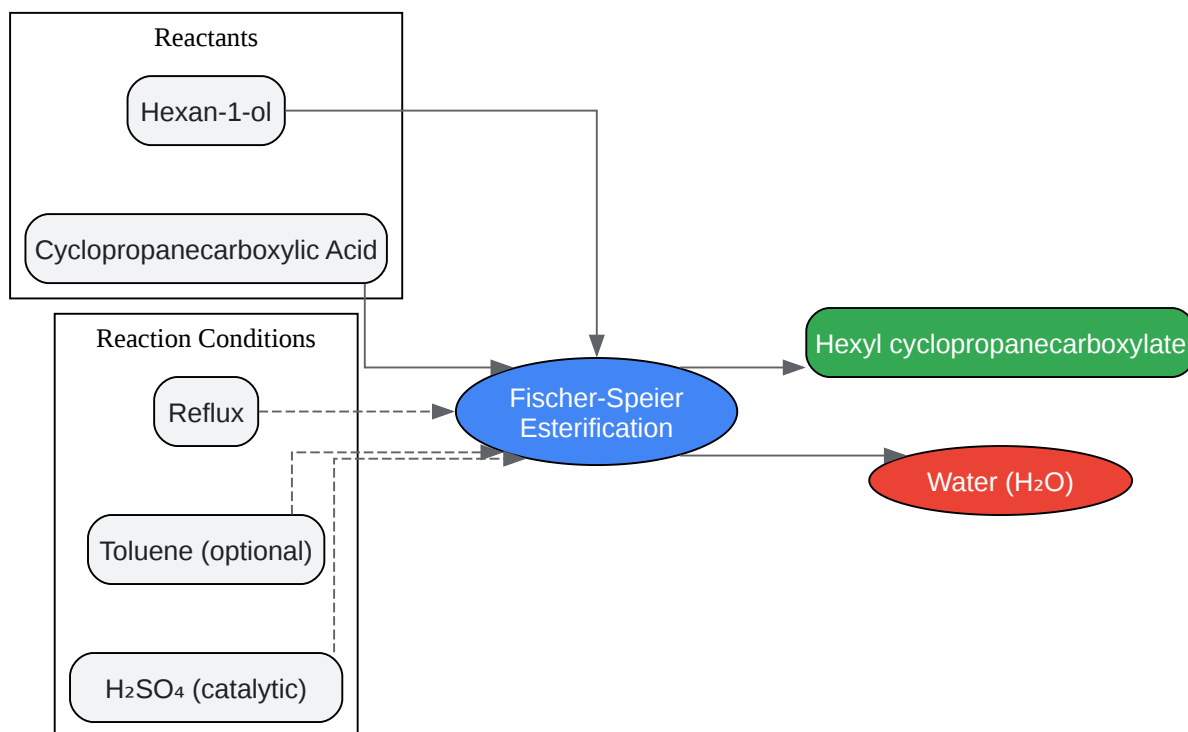 Reactants
Hexan-1-ol
Cyclopropanecarboxylic Acid
Reaction Conditions
Reflux
Toluene (optional)
H₂SO₄ (catalytic)
Fischer-Speier
Esterification
Hexyl cyclopropanecarboxylate
Water (H₂O)